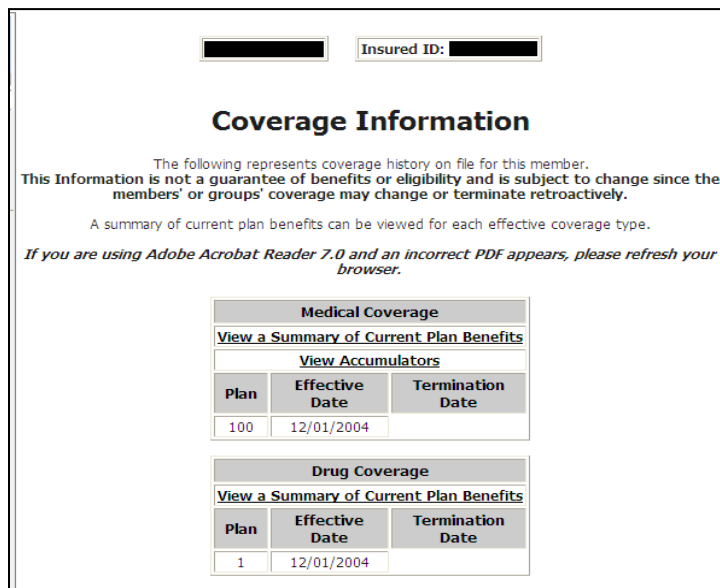 Insured ID:
Coverage Information
The following represents coverage history on file for this member.
This Information is not a guarantee of benefits or eligibility and is subject to change since the
members' or groups' coverage may change or terminate retroactively.
A summary of current plan benefits can be viewed for each effective coverage type.
If you are using Adobe Acrobat Reader 7.0 and an incorrect PDF appears, please refresh your
browser.
Medical Coverage
View a Summary of Current Plan Benefits
View Accumulators
Plan Effective Date Termination Date
100 12/01/2004
Drug Coverage
View a Summary of Current Plan Benefits
Plan Effective Date Termination Date
1 12/01/2004